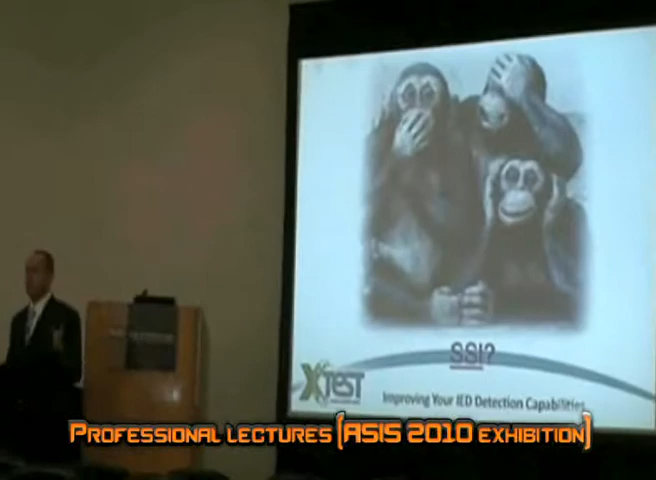 SSI?
XTEST
Improving Your IED Detection Capabilities
PROFESSIONAL LECTURES (ASIS 2010 EXHIBITION)